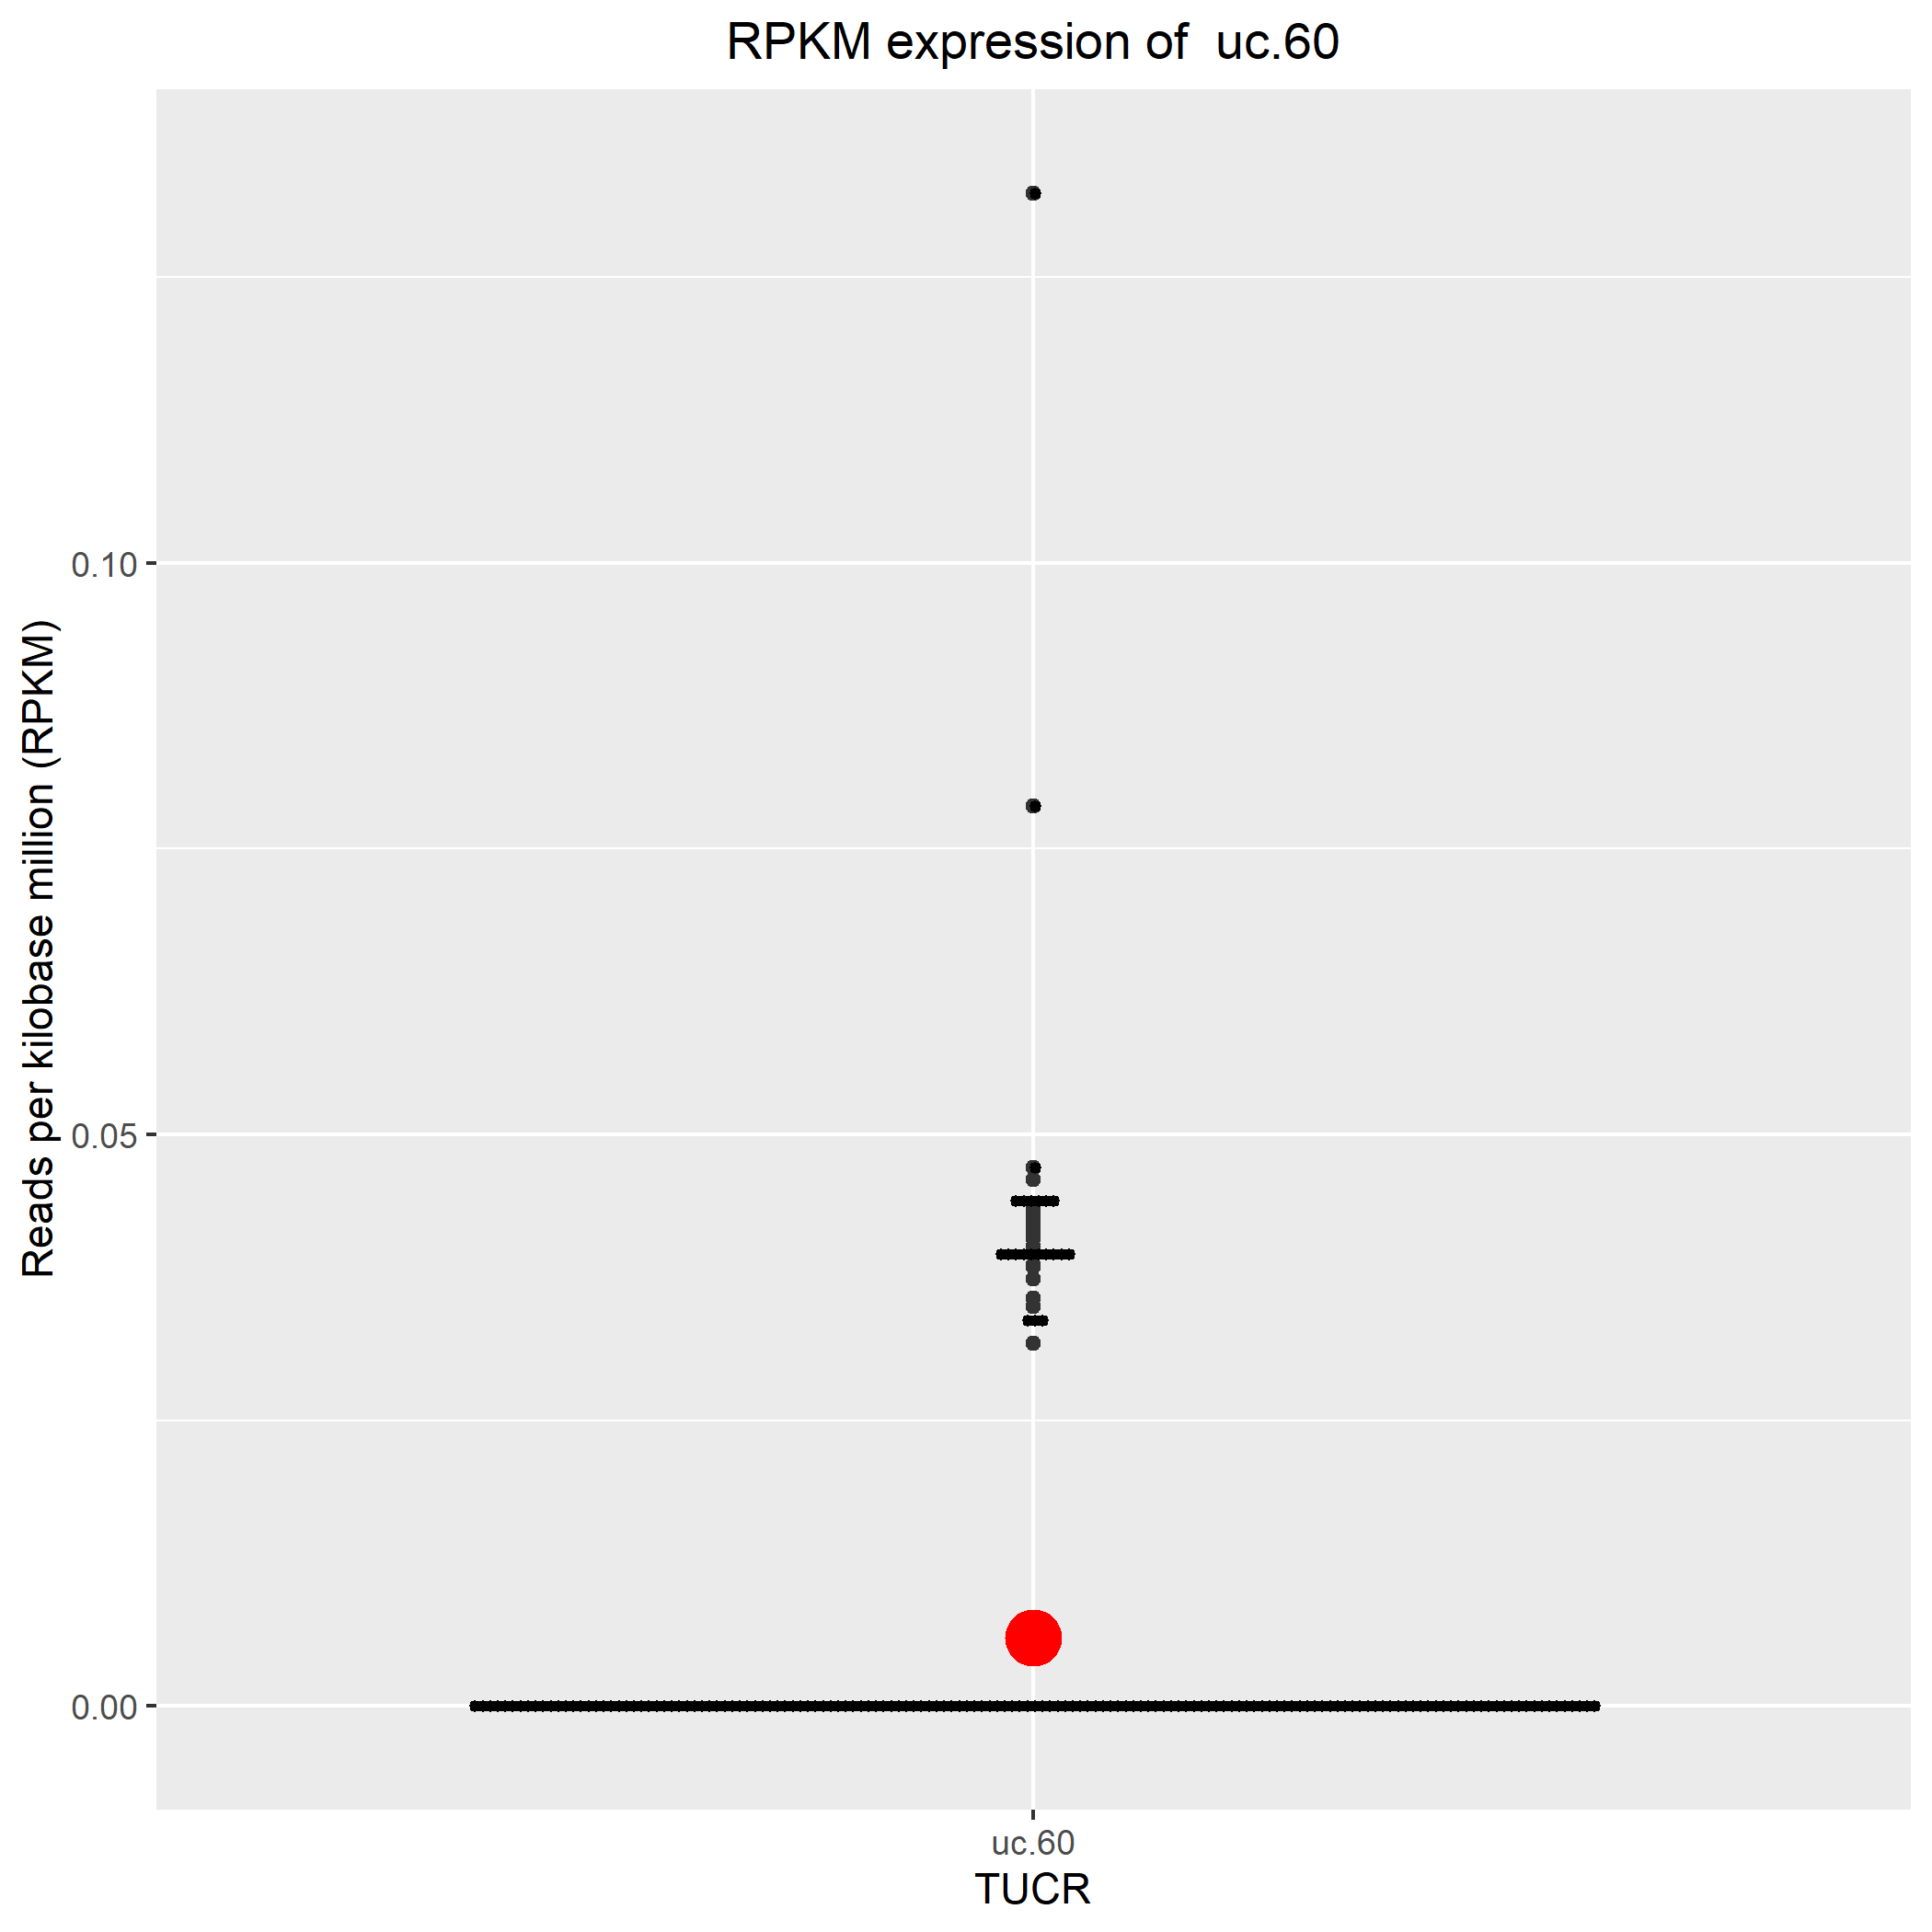 RPKM expression of  uc.60
Reads per kilobase million (RPKM)
0.10
0.05
0.00
uc.60
TUCR